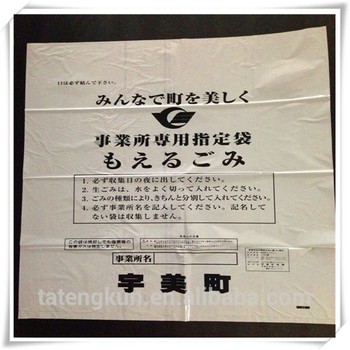 口は必ず結んで下さい。
みんなで町を美しく
事業所専用指定袋
もえるごみ
1. 必ず収集日の夜に出してください。
2. 生ごみは、水をよく切って入れてください。
3. ごみの種類により、きちんと分別して入れてください。
4. 必ず事業所名を記入してください。記名して
ない袋は収集しません。
事業所名
宇美町
tatengkun.en.alibaba.com